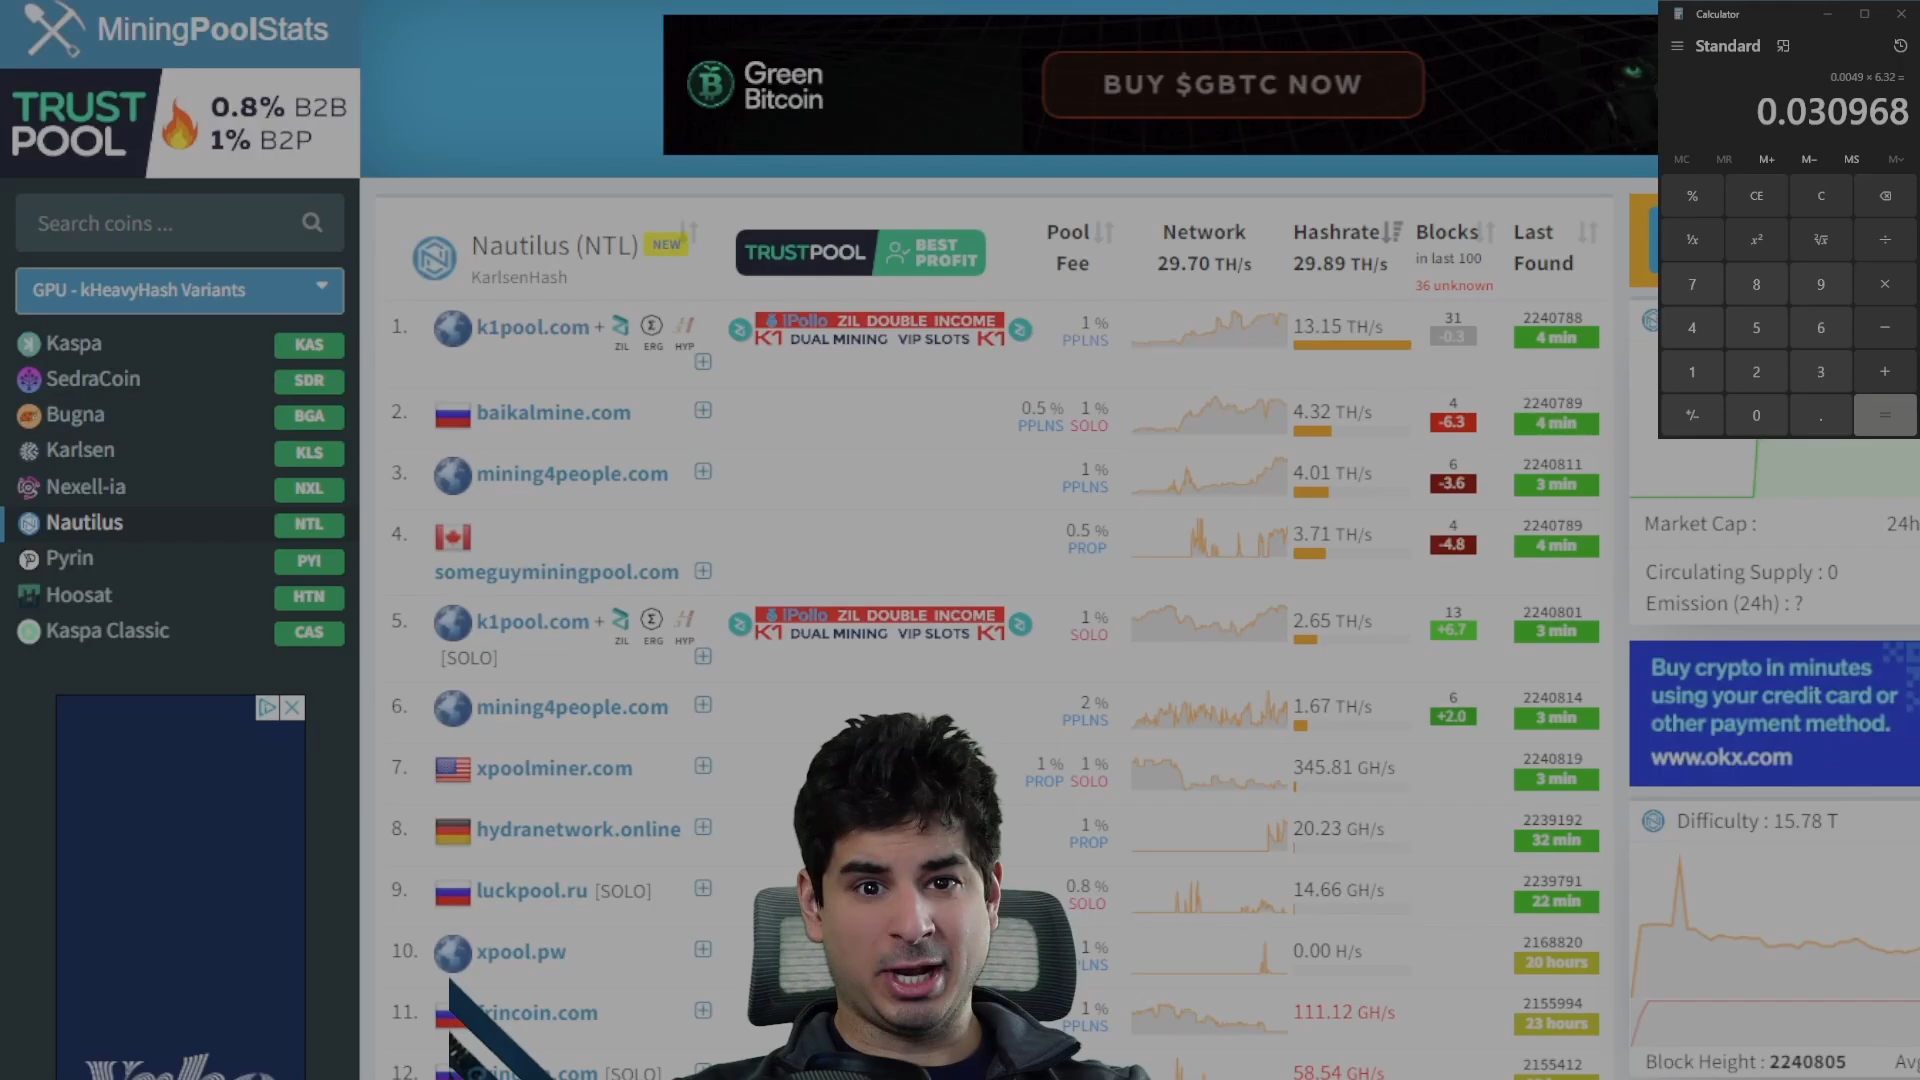 MiningPoolStats
TRUST
POOL
0.8% B2B
1% B2P
Search coins ...
GPU - kHeavyHash Variants
Kaspa KAS
SedraCoin SDR
Bugna BGA
Karlsen KLS
Nexell-ia NXL
Nautilus NTL
Pyrin PYI
Hoosat HTN
Kaspa Classic CAS
Green
Bitcoin
BUY $GBTC NOW
Nautilus (NTL) NEW
KarlsenHash
TRUSTPOOL BEST
PROFIT
Pool
Fee
Network
29.70 TH/s
Hashrate
29.89 TH/s
Blocks
in last 100
36 unknown
Last
Found
1. k1pool.com + ZIL ERG HYP
iPollo ZIL DOUBLE INCOME
K1 DUAL MINING VIP SLOTS K1
1 %
PPLNS
13.15 TH/s
31
-0.3
2240788
4 min
2. baikalmine.com
0.5 % 1 %
PPLNS SOLO
4.32 TH/s
4
-6.3
2240789
4 min
3. mining4people.com
1 %
PPLNS
4.01 TH/s
6
-3.6
2240811
3 min
4. someguyminingpool.com
0.5 %
PROP
3.71 TH/s
4
-4.8
2240789
4 min
5. k1pool.com + ZIL ERG HYP
[SOLO]
iPollo ZIL DOUBLE INCOME
K1 DUAL MINING VIP SLOTS K1
1 %
SOLO
2.65 TH/s
13
+6.7
2240801
3 min
6. mining4people.com
2 %
PPLNS
1.67 TH/s
6
+2.0
2240814
3 min
7. xpoolminer.com
1 % 1 %
PROP SOLO
345.81 GH/s
2240819
3 min
8. hydranetwork.online
1 %
PROP
20.23 GH/s
2239192
32 min
9. luckpool.ru [SOLO]
0.8 %
SOLO
14.66 GH/s
2239791
22 min
10. xpool.pw
1 %
PLNS
0.00 H/s
2168820
20 hours
11. rincoin.com
1 %
PPLNS
111.12 GH/s
2155994
23 hours
12. .com [SOLO]
58.54 GH/s
2155412
Calculator
Standard
0.0049 × 6.32 =
0.030968
MC MR M+ M− MS M
% CE C
¹/x x² ²√x ÷
7 8 9 ×
4 5 6 −
1 2 3 +
+/− 0 . =
Market Cap : 24h
Circulating Supply : 0
Emission (24h) : ?
Buy crypto in minutes
using your credit card or
other payment method.
www.okx.com
Difficulty : 15.78 T
Block Height : 2240805